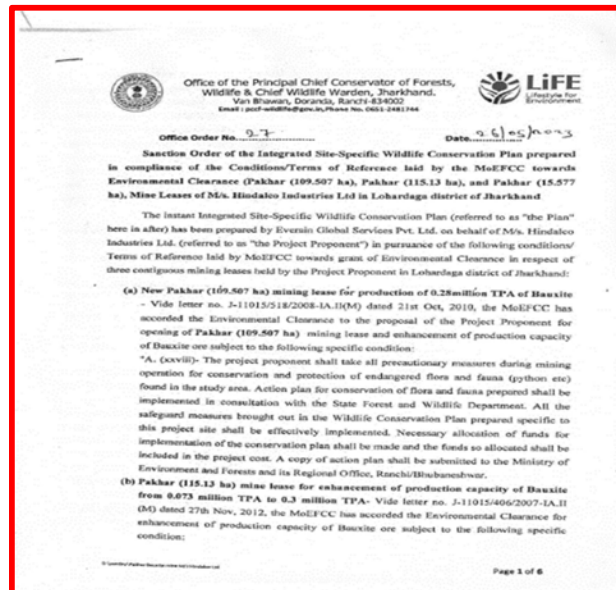 Office of the Principal Chief Conservator of Forests,
Wildlife & Chief Wildlife Warden, Jharkhand.
Van Bhawan, Doranda, Ranchi-834002
Email : pccf-wildlife@gov.in,Phone No. 0651-2481744
LiFE
Lifestyle for
Environment
Office Order No. 27 Date. 26/05/2023
Sanction Order of the Integrated Site-Specific Wildlife Conservation Plan prepared
in compliance of the Conditions/Terms of Reference laid by the MoEFCC towards
Environmental Clearance (Pakhar (109.507 ha), Pakhar (115.13 ha), and Pakhar (15.577
ha), Mine Leases of M/s. Hindalco Industries Ltd in Lohardaga district of Jharkhand
The instant Integrated Site-Specific Wildlife Conservation Plan (referred to as "the Plan"
here in after) has been prepared by Eversun Global Services Pvt. Ltd. on behalf of M/s. Hindalco
Industries Ltd. (referred to as "the Project Proponent") in pursuance of the following conditions/
Terms of Reference laid by MoEFCC towards grant of Environmental Clearance in respect of
three contiguous mining leases held by the Project Proponent in Lohardaga district of Jharkhand:
(a) New Pakhar (109.507 ha) mining lease for production of 0.28million TPA of Bauxite
- Vide letter no. J-11015/518/2008-IA.II(M) dated 21st Oct, 2010, the MoEFCC has
accorded the Environmental Clearance to the proposal of the Project Proponent for
opening of Pakhar (109.507 ha) mining lease and enhancement of production capacity
of Bauxite ore subject to the following specific condition:
"A. (xxviii)- The project proponent shall take all precautionary measures during mining
operation for conservation and protection of endangered flora and fauna (python etc)
found in the study area. Action plan for conservation of flora and fauna prepared shall be
implemented in consultation with the State Forest and Wildlife Department. All the
safeguard measures brought out in the Wildlife Conservation Plan prepared specific to
this project site shall be effectively implemented. Necessary allocation of funds for
implementation of the conservation plan shall be made and the funds so allocated shall be
included in the project cost. A copy of action plan shall be submitted to the Ministry of
Environment and Forests and its Regional Office, Ranchi/Bhubaneshwar.
(b) Pakhar (115.13 ha) mine lease for enhancement of production capacity of Bauxite
from 0.073 million TPA to 0.3 million TPA- Vide letter no. J-11015/406/2007-IA.II
(M) dated 27th Nov, 2012, the MoEFCC has accorded the Environmental Clearance for
enhancement of production capacity of Bauxite ore subject to the following specific
condition:
Page 1 of 6